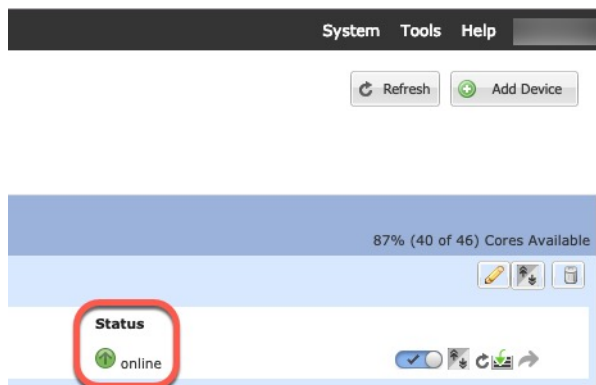 System Tools Help
Refresh Add Device
87% (40 of 46) Cores Available
Status
online